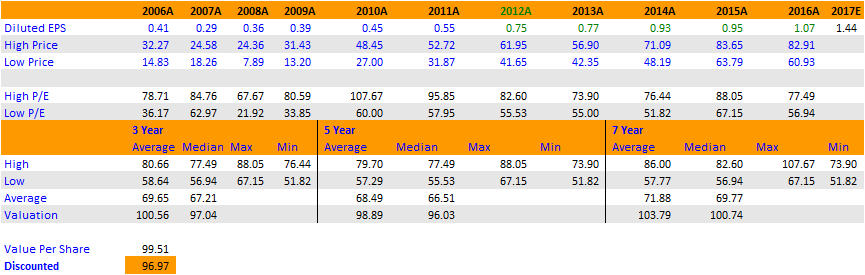 2006A 2007A 2008A 2009A 2010A 2011A 2012A 2013A 2014A 2015A 2016A 2017E
Diluted EPS 0.41 0.29 0.36 0.39 0.45 0.55 0.75 0.77 0.93 0.95 1.07 1.44
High Price 32.27 24.58 24.36 31.43 48.45 52.72 61.95 56.90 71.09 83.65 82.91
Low Price 14.83 18.26 7.89 13.20 27.00 31.87 41.65 42.35 48.19 63.79 60.93
High P/E 78.71 84.76 67.67 80.59 107.67 95.85 82.60 73.90 76.44 88.05 77.49
Low P/E 36.17 62.97 21.92 33.85 60.00 57.95 55.53 55.00 51.82 67.15 56.94
3 Year 5 Year 7 Year
Average Median Max Min Average Median Max Min Average Median Max Min
High 80.66 77.49 88.05 76.44 79.70 77.49 88.05 73.90 86.00 82.60 107.67 73.90
Low 58.64 56.94 67.15 51.82 57.29 55.53 67.15 51.82 57.77 56.94 67.15 51.82
Average 69.65 67.21 68.49 66.51 71.88 69.77
Valuation 100.56 97.04 98.89 96.03 103.79 100.74
Value Per Share 99.51
Discounted 96.97